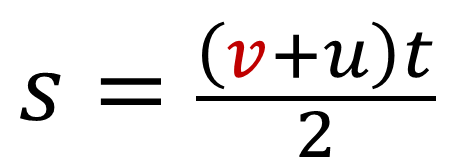 s = (v+u)t / 2